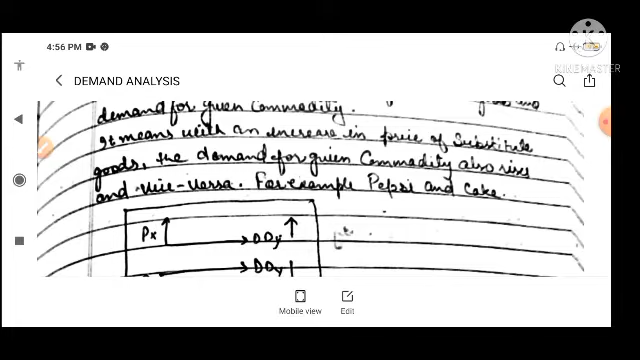 4:56 PM
KINEMASTER
DEMAND ANALYSIS
demand for given Commodity.
It means with an increase in price of Substitute
goods, the demand for given Commodity also rises
and vice-versa. For example Pepsi and Coke.
Px ↑ → DDy ↑
→ DDy
Mobile view
Edit